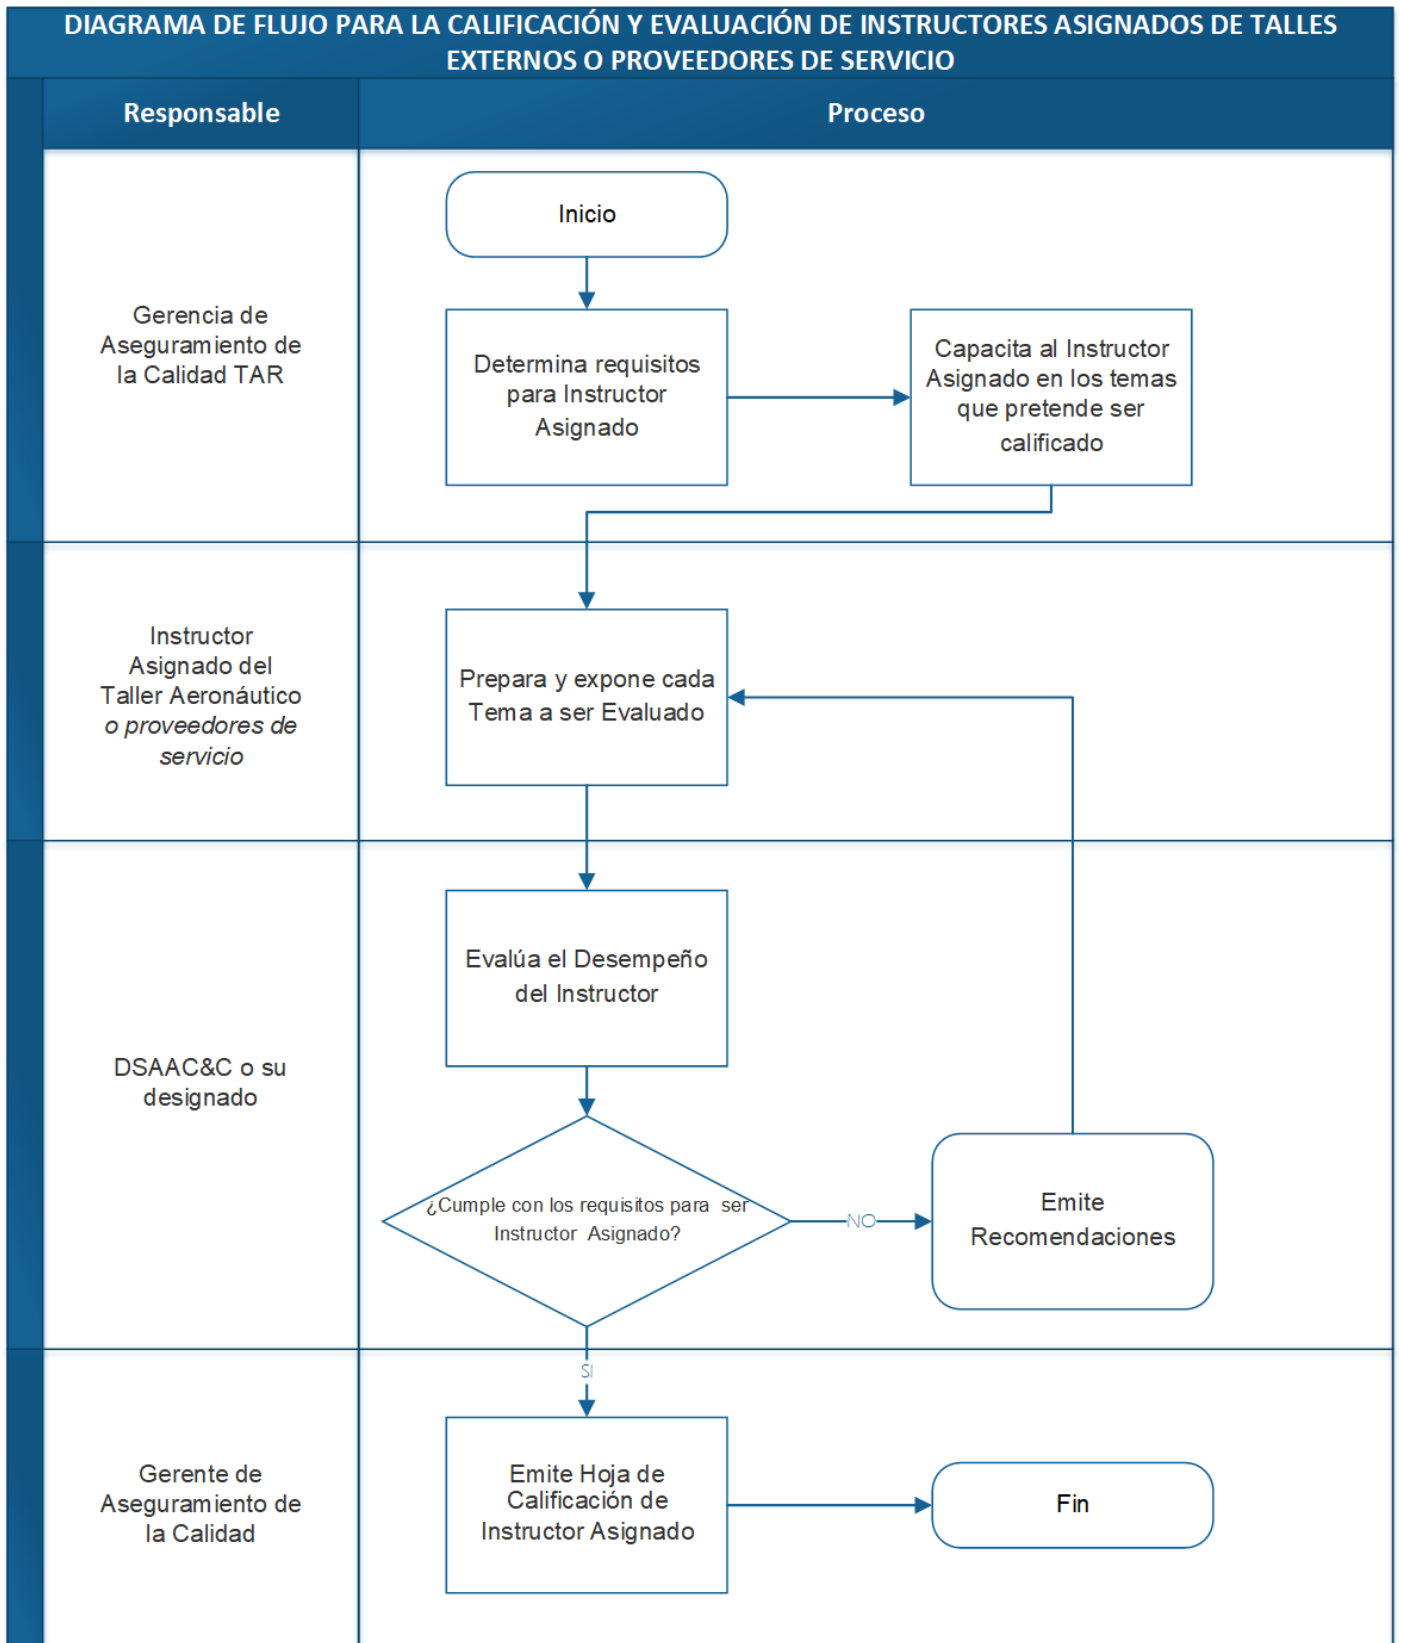 DIAGRAMA DE FLUJO PARA LA CALIFICACIÓN Y EVALUACIÓN DE INSTRUCTORES ASIGNADOS DE TALLES
EXTERNOS O PROVEEDORES DE SERVICIO
Responsable
Proceso
Gerencia de
Aseguramiento de
la Calidad TAR
Inicio
Determina requisitos
para Instructor
Asignado
Capacita al Instructor
Asignado en los temas
que pretende ser
calificado
Instructor
Asignado del
Taller Aeronáutico
o proveedores de
servicio
Prepara y expone cada
Tema a ser Evaluado
DSAAC&C o su
designado
Evalúa el Desempeño
del Instructor
¿Cumple con los requisitos para ser
Instructor Asignado?
NO
Emite
Recomendaciones
SI
Gerente de
Aseguramiento de
la Calidad
Emite Hoja de
Calificación de
Instructor Asignado
Fin